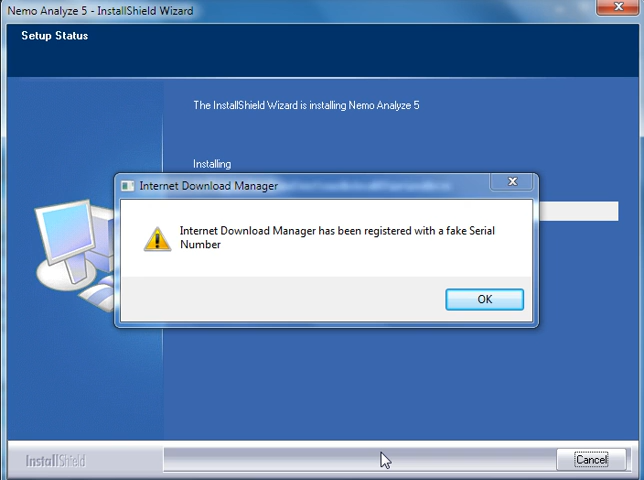 Nemo Analyze 5 - InstallShield Wizard
Setup Status
The InstallShield Wizard is installing Nemo Analyze 5
Installing
Internet Download Manager
Internet Download Manager has been registered with a fake Serial
Number
OK
InstallShield
Cancel